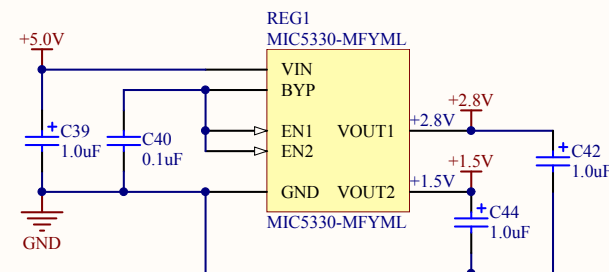 REG1
MIC5330-MFYML
+5.0V
VIN
BYP
EN1
EN2
GND
VOUT1
VOUT2
MIC5330-MFYML
C39
1.0uF
C40
0.1uF
GND
+2.8V
+2.8V
+1.5V
+1.5V
C42
1.0uF
C44
1.0uF